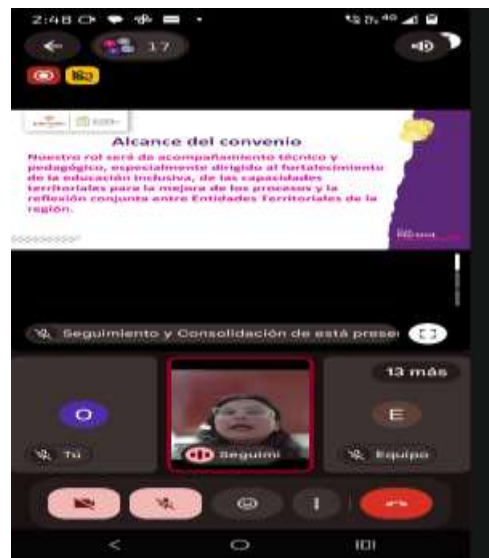 2:48
4G
17
Alcance del convenio
Nuestro rol será de acompañamiento técnico y
pedagógico, especialmente dirigido al fortalecimiento
de la educación inclusiva, de las capacidades
territoriales para la mejora de los procesos y la
reflexión conjunta entre Entidades Territoriales de la
región.
Seguimiento y Consolidación de está prese
13 más
O
E
Tú
Seguimi
Equipo